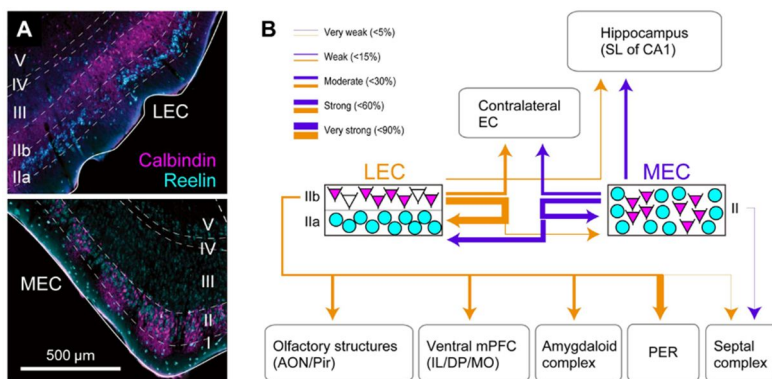 A
V
IV
III
IIb
IIa
LEC
Calbindin
Reelin
MEC
V
IV
III
II
I
500 µm
B
Very weak (<5%)
Weak (<15%)
Moderate (<30%)
Strong (<60%)
Very strong (<90%)
Hippocampus
(SL of CA1)
Contralateral
EC
LEC
MEC
IIb
IIa
II
Olfactory structures
(AON/Pir)
Ventral mPFC
(IL/DP/MO)
Amygdaloid
complex
PER
Septal
complex